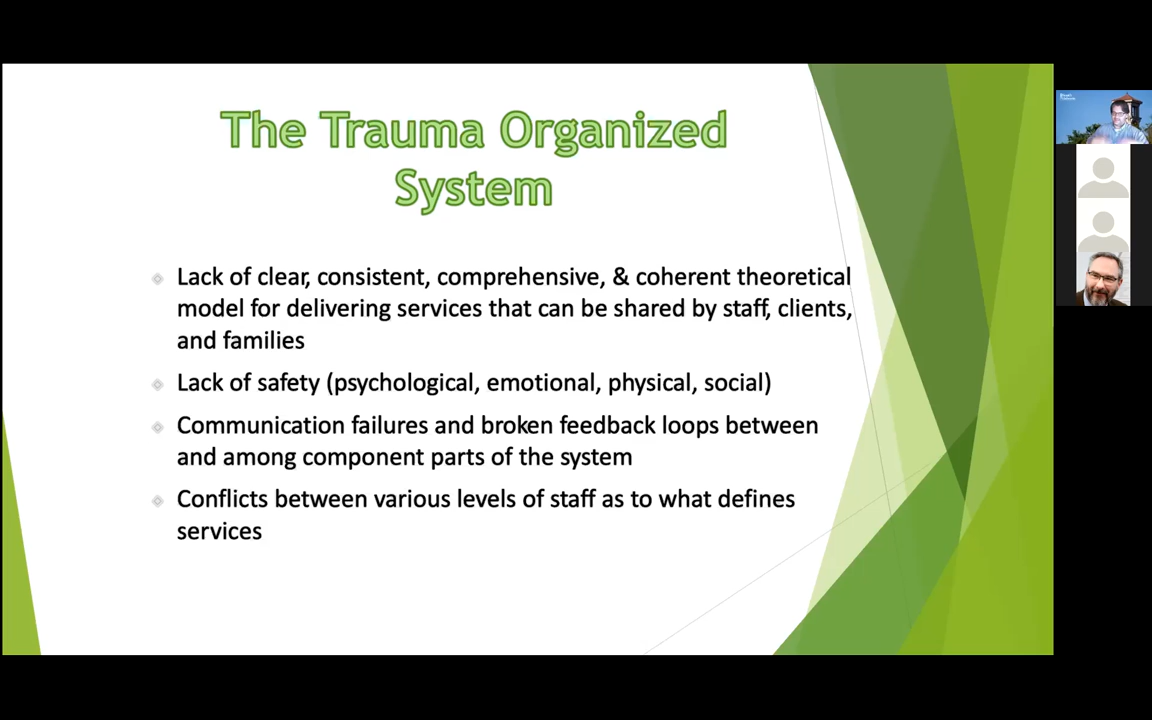 The Trauma Organized
System
Lack of clear, consistent, comprehensive, & coherent theoretical
model for delivering services that can be shared by staff, clients,
and families
Lack of safety (psychological, emotional, physical, social)
Communication failures and broken feedback loops between
and among component parts of the system
Conflicts between various levels of staff as to what defines
services